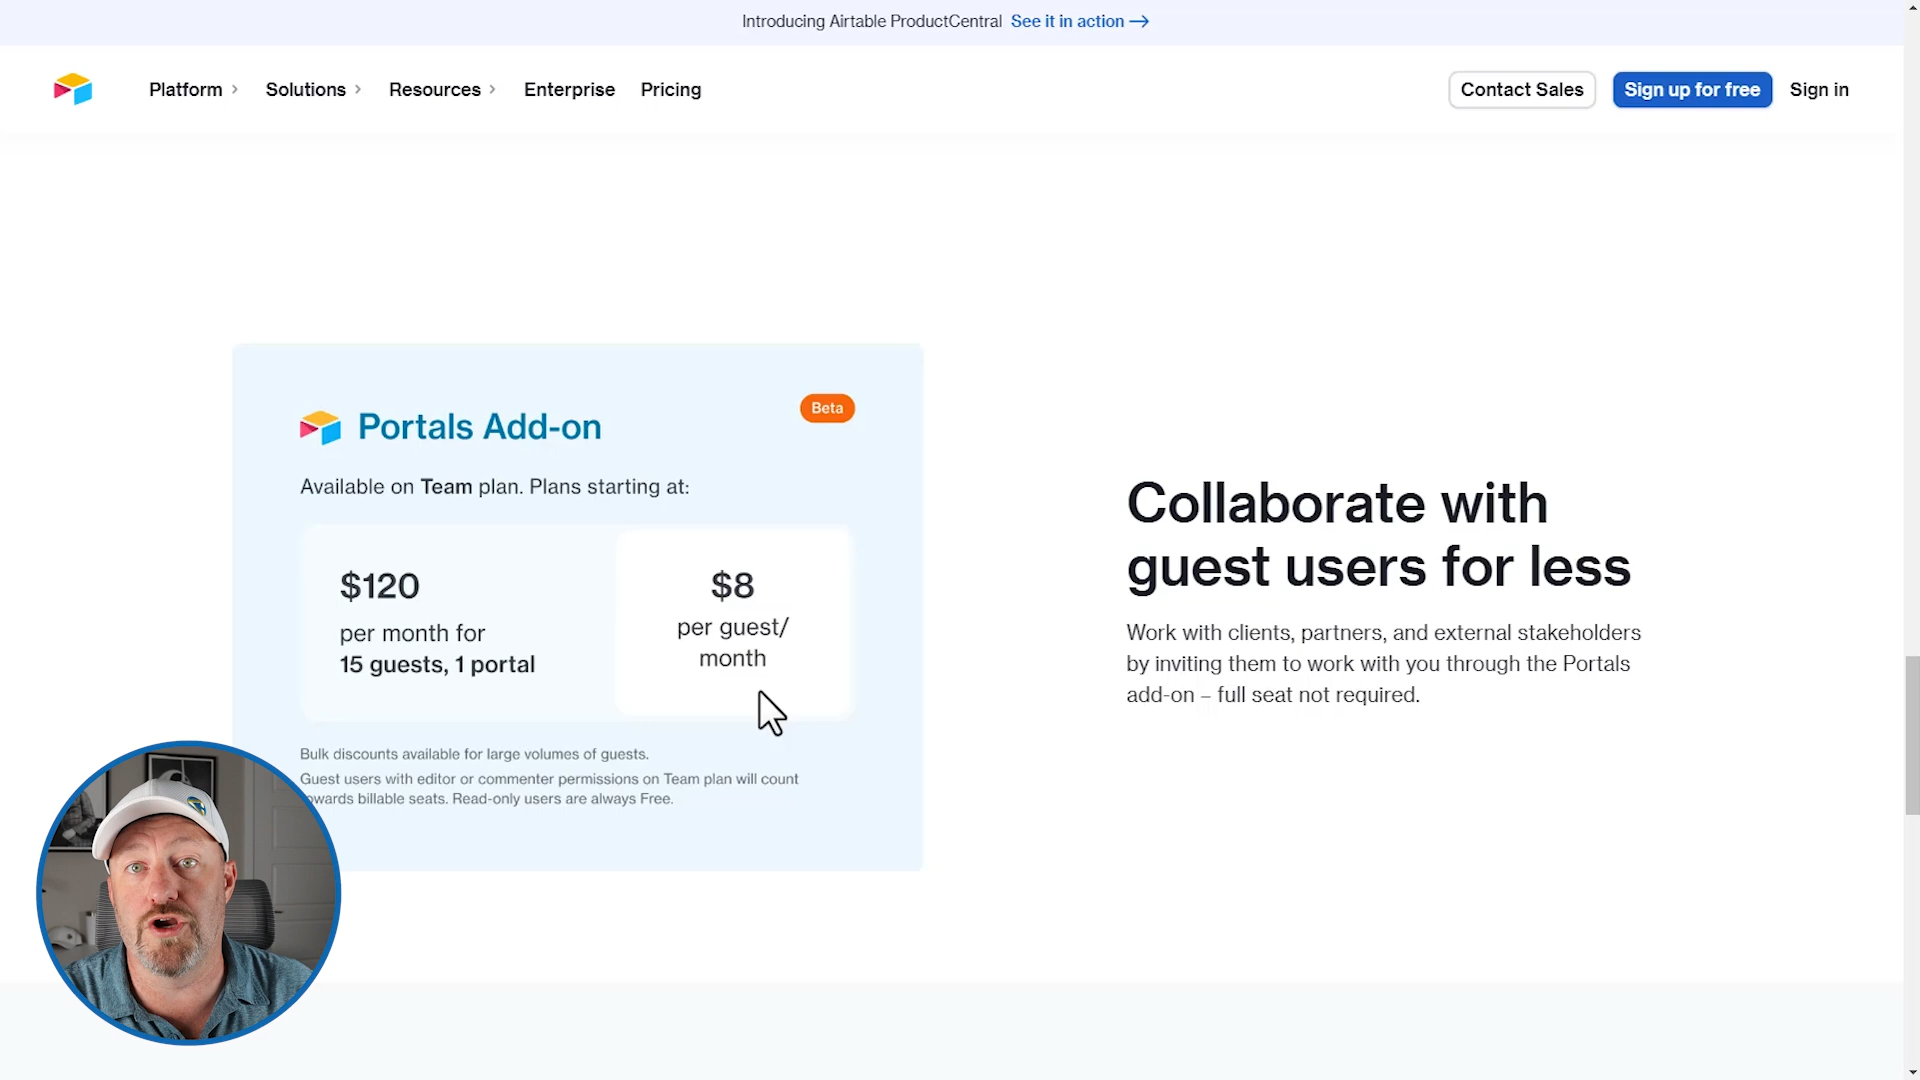 Introducing Airtable ProductCentral See it in action →
Platform Solutions Resources Enterprise Pricing Contact Sales Sign up for free Sign in
Portals Add-on Beta
Available on Team plan. Plans starting at:
$120
per month for
15 guests, 1 portal
$8
per guest/
month
Bulk discounts available for large volumes of guests.
Guest users with editor or commenter permissions on Team plan will count
owards billable seats. Read-only users are always Free.
Collaborate with
guest users for less
Work with clients, partners, and external stakeholders
by inviting them to work with you through the Portals
add-on – full seat not required.